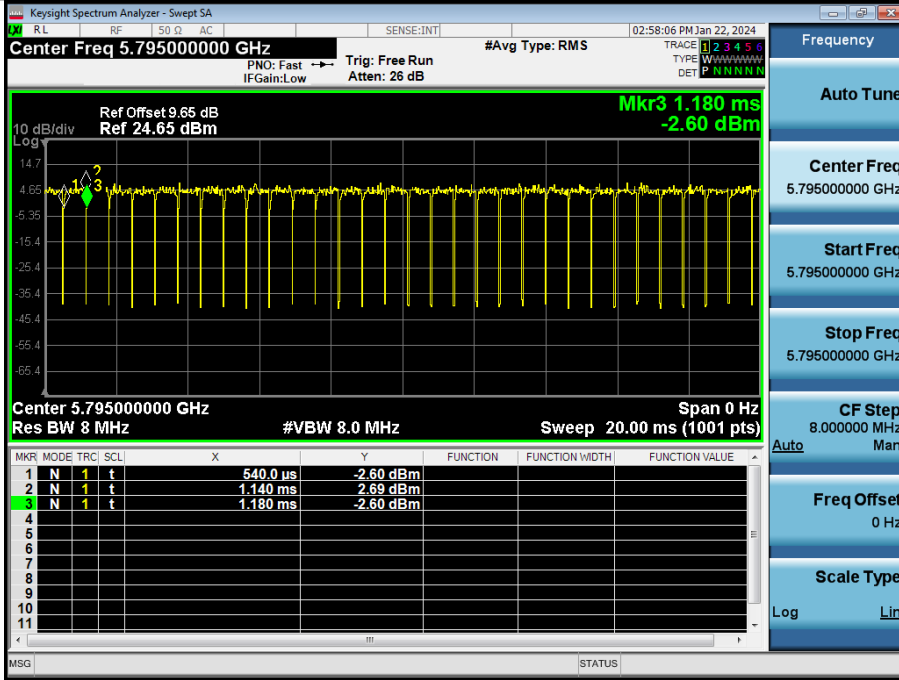 Keysight Spectrum Analyzer - Swept SA
LXI RL RF 50 Ω AC SENSE:INT 02:58:06 PM Jan 22, 2024
Center Freq 5.795000000 GHz
PNO: Fast
IFGain:Low
Trig: Free Run
Atten: 26 dB
#Avg Type: RMS
TRACE 1 2 3 4 5 6
TYPE WWWWWW
DET P N N N N N
Frequency
Auto Tune
Center Freq
5.795000000 GHz
Start Freq
5.795000000 GHz
Stop Freq
5.795000000 GHz
CF Step
8.000000 MHz
Auto Man
Freq Offset
0 Hz
Scale Type
Log Lin
Mkr3 1.180 ms
-2.60 dBm
Ref Offset 9.65 dB
10 dB/div Ref 24.65 dBm
Log
14.7
4.65
-5.35
-15.4
-25.4
-35.4
-45.4
-55.4
-65.4
1 2 3
Center 5.795000000 GHz Span 0 Hz
Res BW 8 MHz #VBW 8.0 MHz Sweep 20.00 ms (1001 pts)
MKR MODE TRC SCL X Y FUNCTION FUNCTION WIDTH FUNCTION VALUE
1 N 1 t 540.0 µs -2.60 dBm
2 N 1 t 1.140 ms 2.69 dBm
3 N 1 t 1.180 ms -2.60 dBm
4
5
6
7
8
9
10
11
MSG STATUS